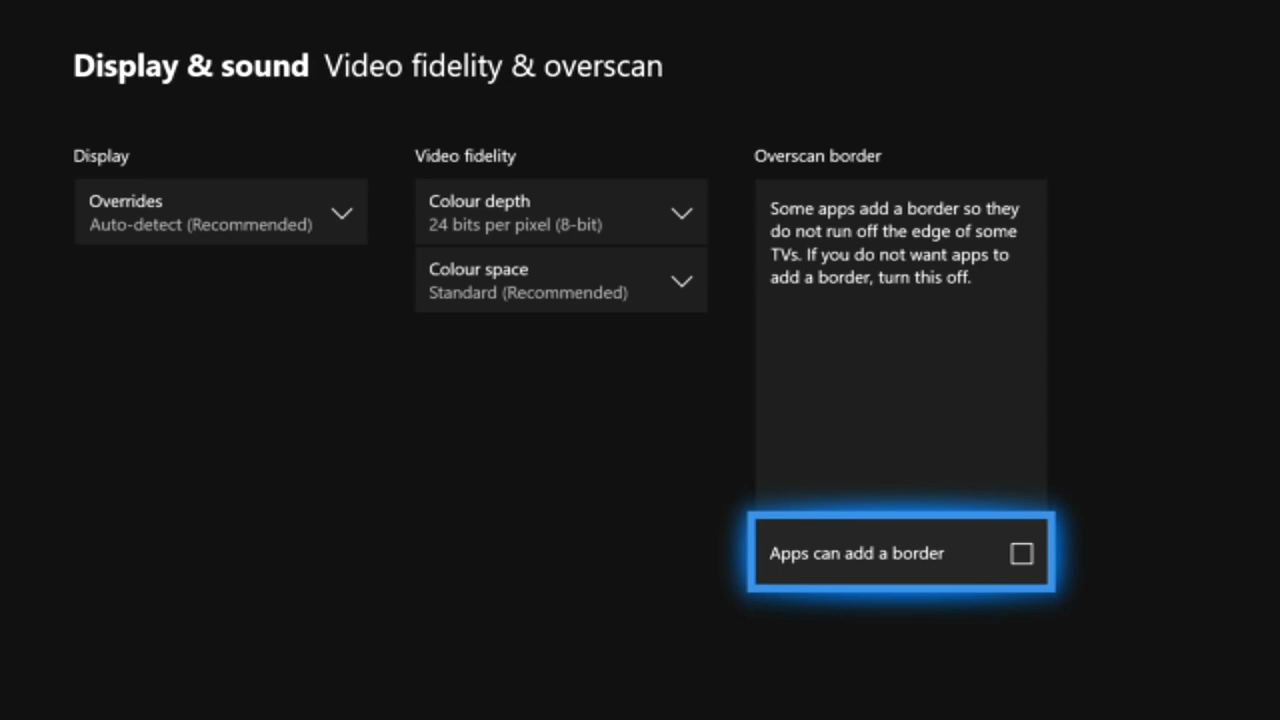 Display & sound Video fidelity & overscan
Display
Overrides
Auto-detect (Recommended)
Video fidelity
Colour depth
24 bits per pixel (8-bit)
Colour space
Standard (Recommended)
Overscan border
Some apps add a border so they
do not run off the edge of some
TVs. If you do not want apps to
add a border, turn this off.
Apps can add a border